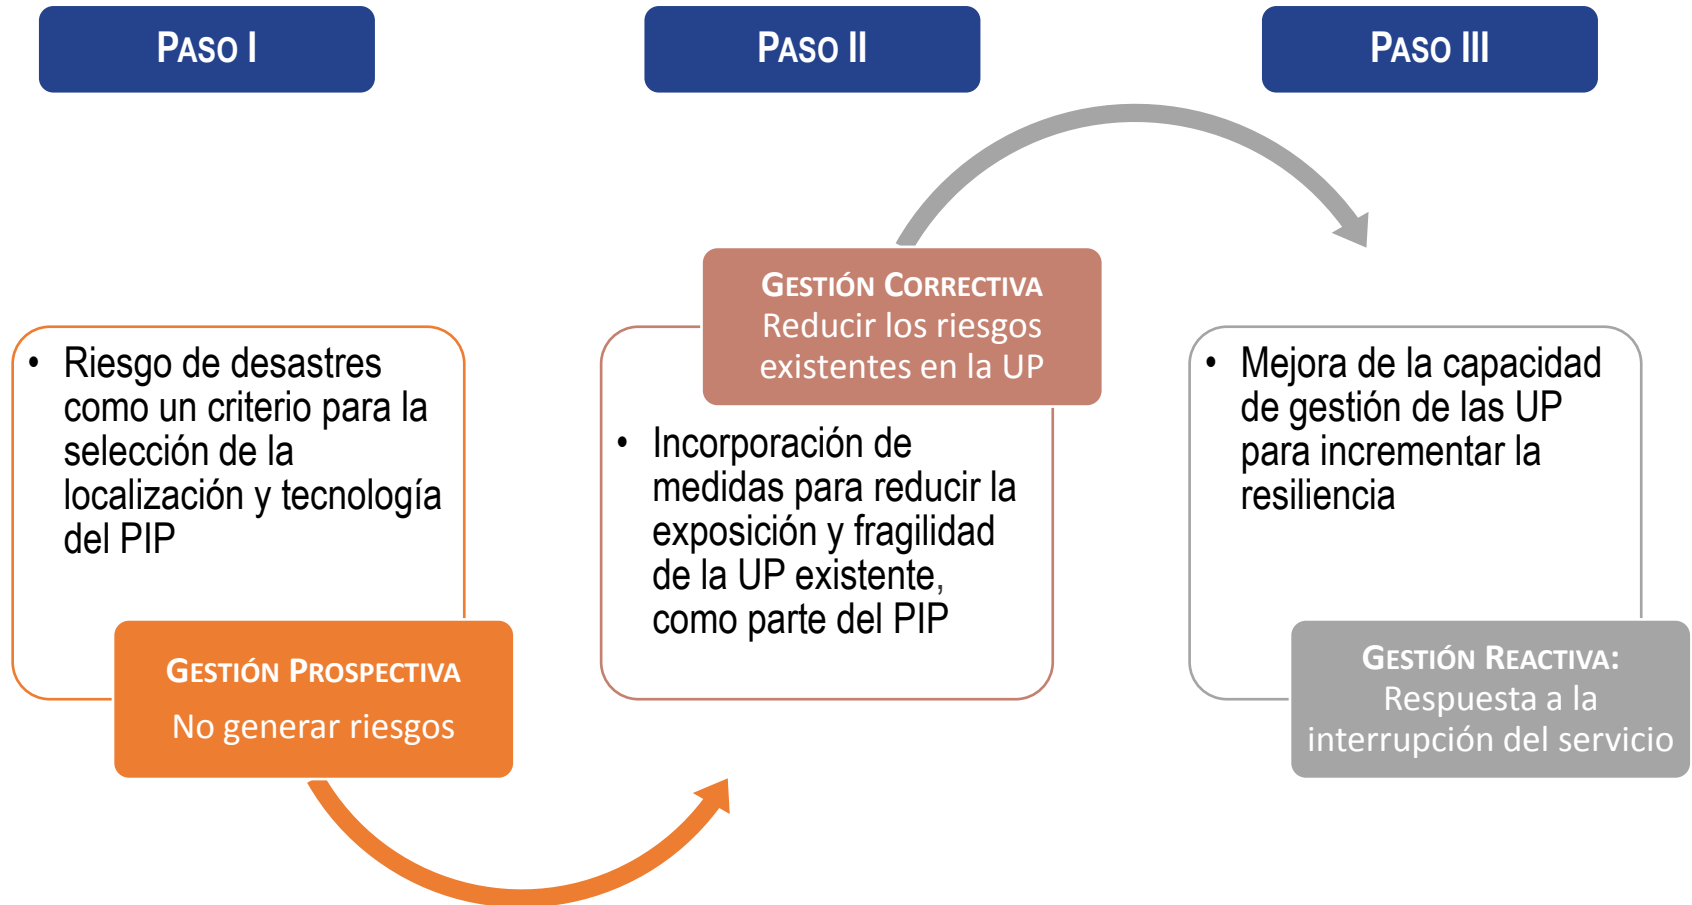 PASO I
PASO II
PASO III
• Riesgo de desastres
como un criterio para la
selección de la
localización y tecnología
del PIP
GESTIÓN PROSPECTIVA
No generar riesgos
GESTIÓN CORRECTIVA
Reducir los riesgos
existentes en la UP
• Incorporación de
medidas para reducir la
exposición y fragilidad
de la UP existente,
como parte del PIP
• Mejora de la capacidad
de gestión de las UP
para incrementar la
resiliencia
GESTIÓN REACTIVA:
Respuesta a la
interrupción del servicio